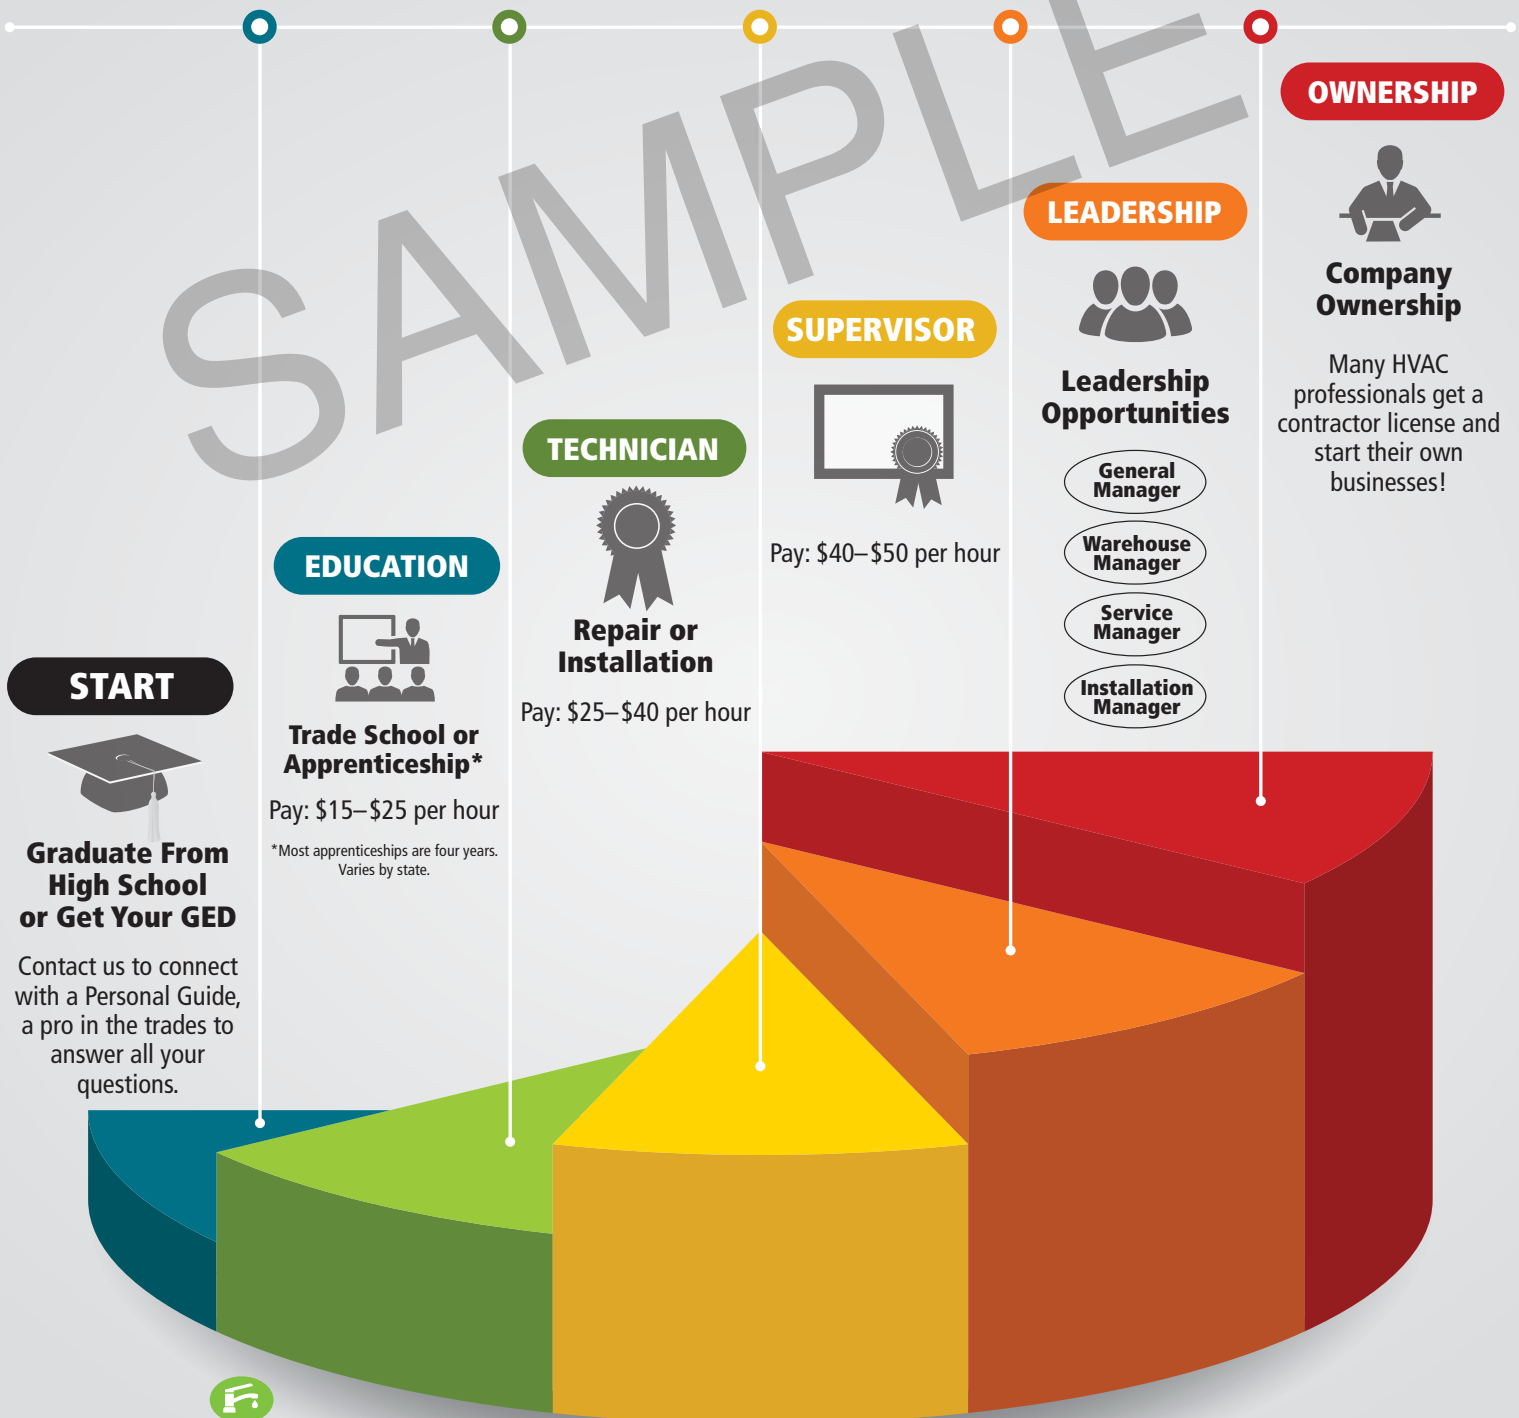 SAMPLE
START
Graduate From
High School
or Get Your GED
Contact us to connect
with a Personal Guide,
a pro in the trades to
answer all your
questions.
EDUCATION
Trade School or
Apprenticeship*
Pay: $15–$25 per hour
*Most apprenticeships are four years.
Varies by state.
TECHNICIAN
Repair or
Installation
Pay: $25–$40 per hour
SUPERVISOR
Pay: $40–$50 per hour
LEADERSHIP
Leadership
Opportunities
General
Manager
Warehouse
Manager
Service
Manager
Installation
Manager
OWNERSHIP
Company
Ownership
Many HVAC
professionals get a
contractor license and
start their own
businesses!